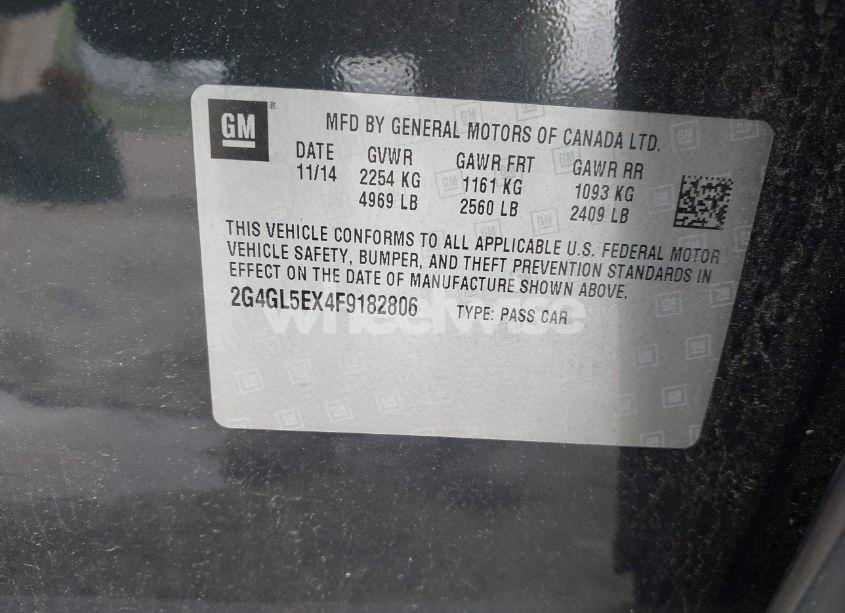 GM ®
MFD BY GENERAL MOTORS OF CANADA LTD.
DATE GVWR GAWR FRT GAWR RR
11/14 2254 KG 1161 KG 1093 KG
4969 LB 2560 LB 2409 LB
THIS VEHICLE CONFORMS TO ALL APPLICABLE U.S. FEDERAL MOTOR
VEHICLE SAFETY, BUMPER, AND THEFT PREVENTION STANDARDS IN
EFFECT ON THE DATE OF MANUFACTURE SHOWN ABOVE.
2G4GL5EX4F9182806 TYPE: PASS CAR
wheelwise